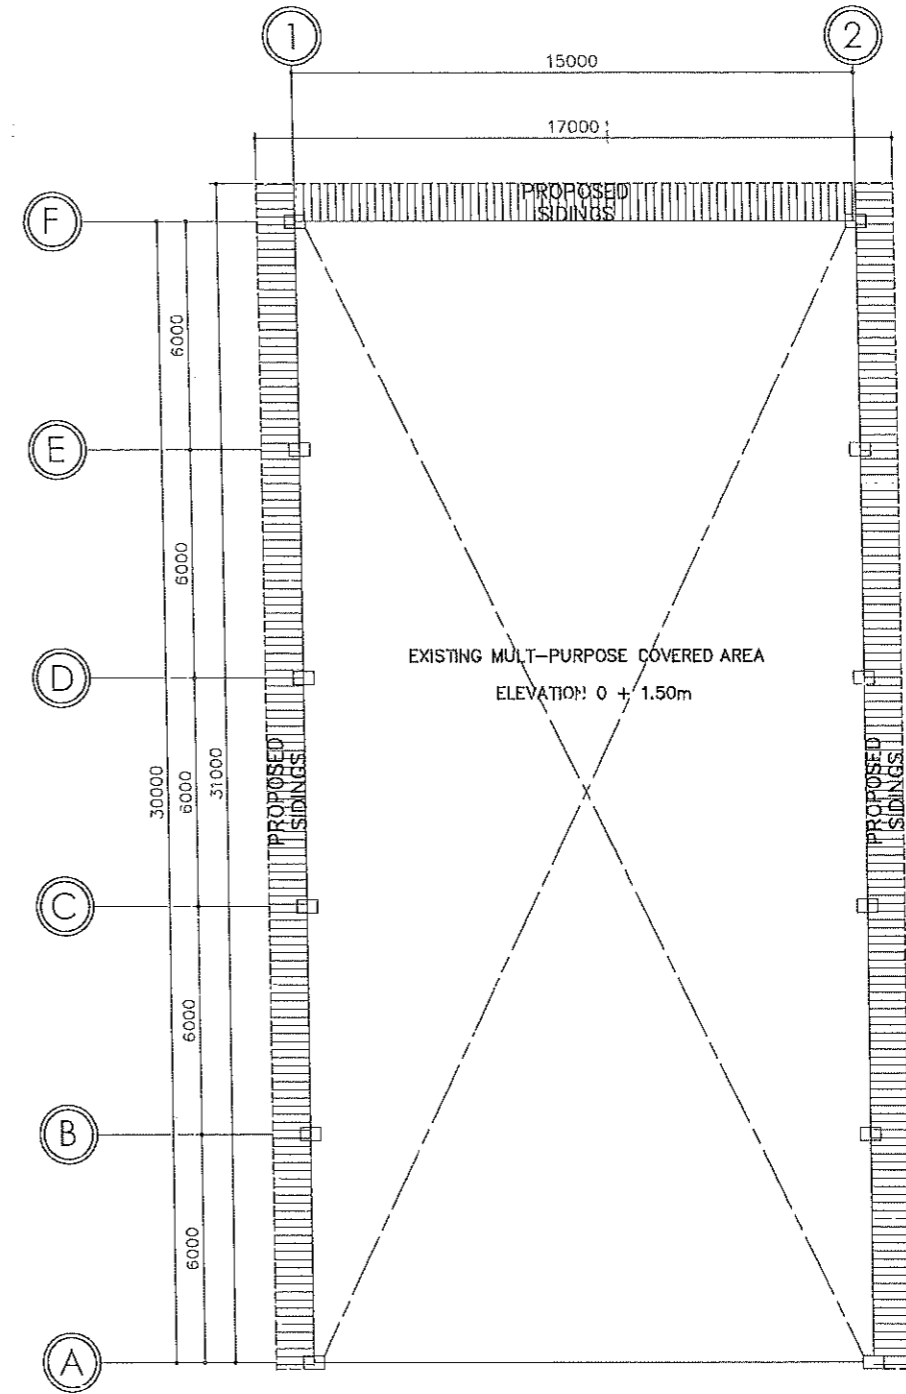 1
2
15000
17000
PROPOSED
SIDINGS
F
6000
E
6000
EXISTING MULT-PURPOSE COVERED AREA
ELEVATION 0 + 1.50m
D
PROPOSED
SIDINGS
PROPOSED
SIDINGS
30000
6000
31000
C
6000
B
6000
A